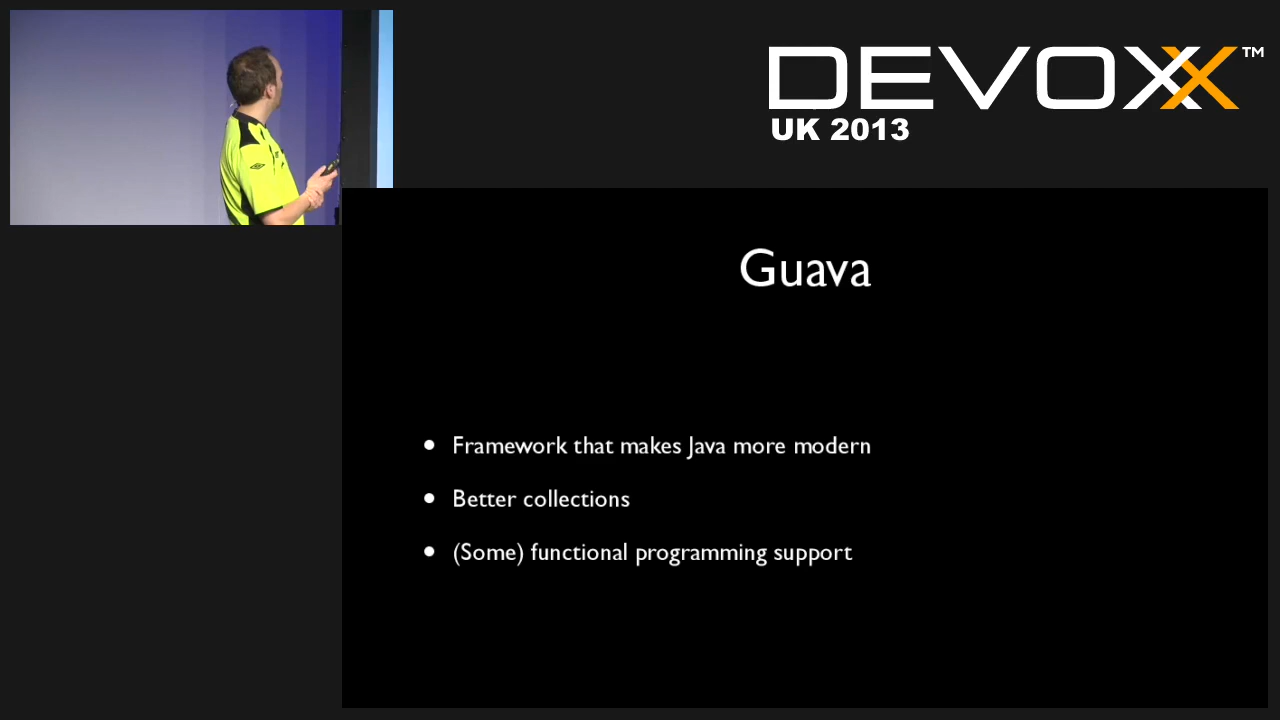 DEVOXX™
UK 2013
Guava
• Framework that makes Java more modern
• Better collections
• (Some) functional programming support